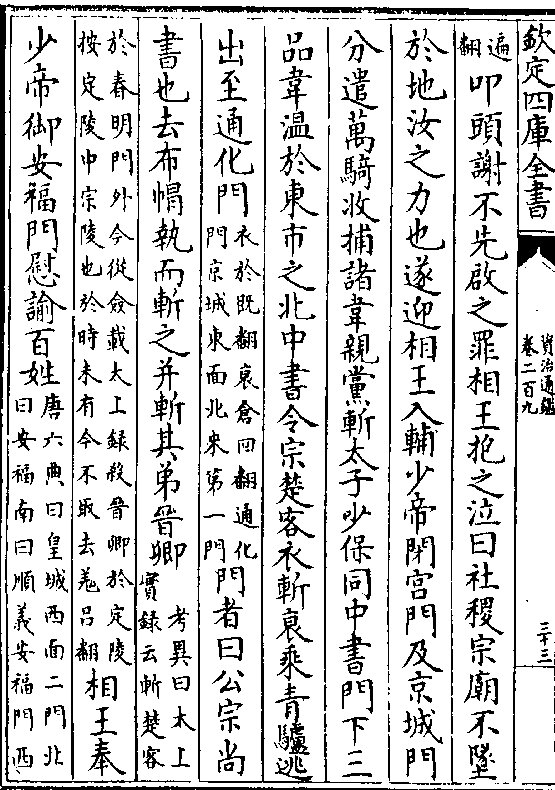 欽定四庫全書
資治通鑑
卷二百九
三十三
遍翻叩頭謝不先啟之罪相王抱之泣曰社稷宗廟不墜
於地汝之力也遂迎相王入輔少帝閉宮門及京城門
分遣萬騎收捕諸韋親黨斬太子少保同中書門下三
品韋溫於東市之北中書令宗楚客衣斬衰乘青驢逃
出至通化門衣於既翻衰倉回翻通化門京城東面北來第一門門者曰公宗尚
書也去布帽執而斬之并斬其弟晉卿考異曰太上實錄云斬楚客
於春明門外今從僉載太上録殺晉卿於定陵按定陵中宗陵也於時未有今不取去羌呂翻相王奉
少帝御安福門慰諭百姓唐六典曰皇城西面二門北曰安福南曰順義安福門西